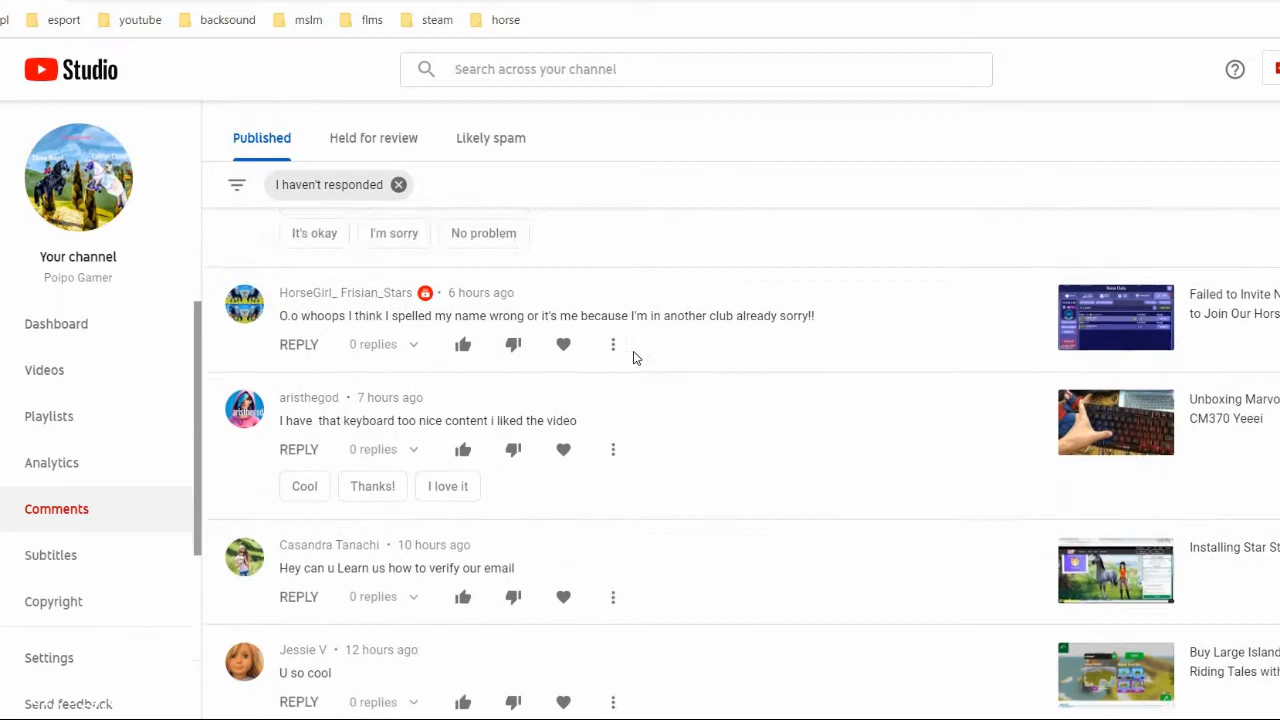 pl esport youtube backsound mslm flms steam horse
Studio
Search across your channel
Your channel
Poipo Gamer
Dashboard
Videos
Playlists
Analytics
Comments
Subtitles
Copyright
Settings
Send feedback
Published Held for review Likely spam
I haven't responded
It's okay I'm sorry No problem
HorseGirl_ Frisian_Stars • 6 hours ago
O.o whoops I think I spelled my name wrong or it's me because I'm in another club already sorry!!
REPLY 0 replies
Failed to Invite N
to Join Our Hors
aristhegod • 7 hours ago
I have that keyboard too nice content i liked the video
REPLY 0 replies
Cool Thanks! I love it
Unboxing Marvo
CM370 Yeeei
Casandra Tanachi • 10 hours ago
Hey can u Learn us how to verify our email
REPLY 0 replies
Installing Star St
Jessie V • 12 hours ago
U so cool
REPLY 0 replies
Buy Large Island
Riding Tales with